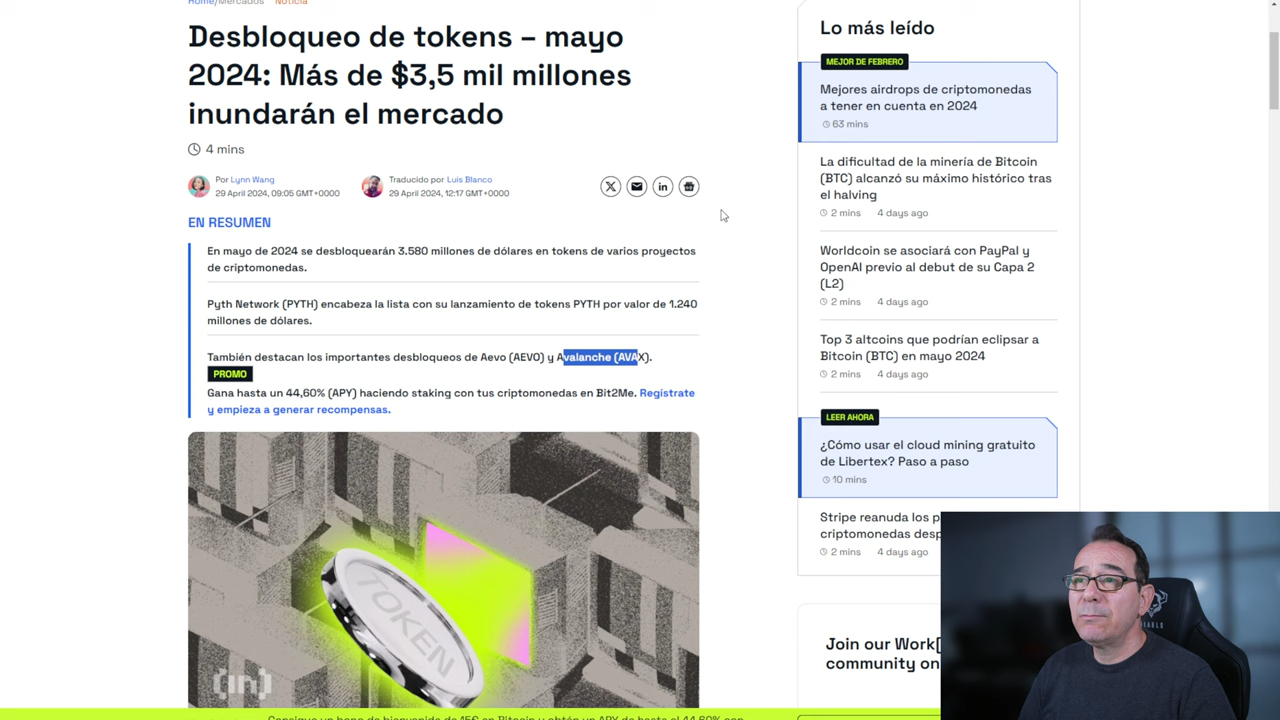 Home/Mercados Noticia
Desbloqueo de tokens – mayo
2024: Más de $3,5 mil millones
inundarán el mercado
4 mins
Por Lynn Wang
29 April 2024, 09:05 GMT+0000
Traducido por Luis Blanco
29 April 2024, 12:17 GMT+0000
EN RESUMEN
En mayo de 2024 se desbloquearán 3.580 millones de dólares en tokens de varios proyectos
de criptomonedas.
Pyth Network (PYTH) encabeza la lista con su lanzamiento de tokens PYTH por valor de 1.240
millones de dólares.
También destacan los importantes desbloqueos de Aevo (AEVO) y Avalanche (AVAX).
PROMO
Gana hasta un 44,60% (APY) haciendo staking con tus criptomonedas en Bit2Me. Regístrate
y empieza a generar recompensas.
TOKEN
[in]
Lo más leído
MEJOR DE FEBRERO
Mejores airdrops de criptomonedas
a tener en cuenta en 2024
63 mins
La dificultad de la minería de Bitcoin
(BTC) alcanzó su máximo histórico tras
el halving
2 mins 4 days ago
Worldcoin se asociará con PayPal y
OpenAI previo al debut de su Capa 2
(L2)
2 mins 4 days ago
Top 3 altcoins que podrían eclipsar a
Bitcoin (BTC) en mayo 2024
2 mins 4 days ago
LEER AHORA
¿Cómo usar el cloud mining gratuito
de Libertex? Paso a paso
10 mins
Stripe reanuda los p
criptomonedas desp
2 mins 4 days ago
Join our Work[
community on
DIABLO